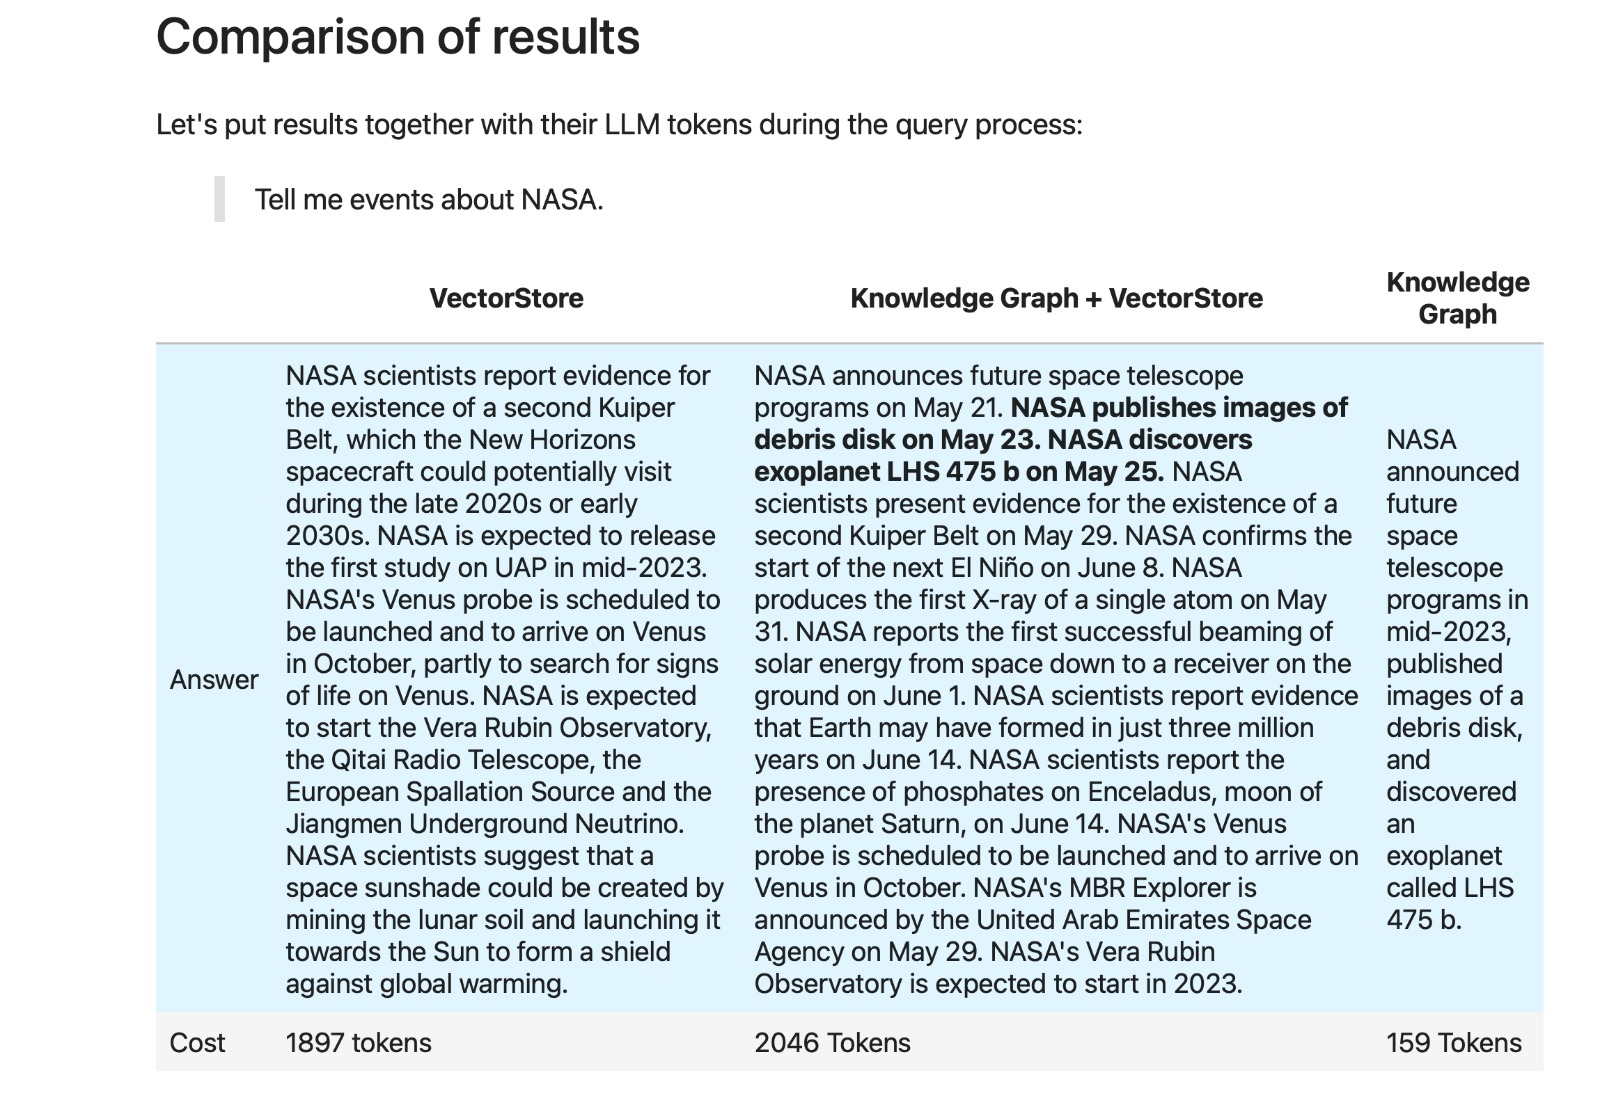 Comparison of results
Let's put results together with their LLM tokens during the query process:
Tell me events about NASA.
VectorStore
Knowledge Graph + VectorStore
Knowledge
Graph
Answer
NASA scientists report evidence for
the existence of a second Kuiper
Belt, which the New Horizons
spacecraft could potentially visit
during the late 2020s or early
2030s. NASA is expected to release
the first study on UAP in mid-2023.
NASA's Venus probe is scheduled to
be launched and to arrive on Venus
in October, partly to search for signs
of life on Venus. NASA is expected
to start the Vera Rubin Observatory,
the Qitai Radio Telescope, the
European Spallation Source and the
Jiangmen Underground Neutrino.
NASA scientists suggest that a
space sunshade could be created by
mining the lunar soil and launching it
towards the Sun to form a shield
against global warming.
NASA announces future space telescope
programs on May 21. NASA publishes images of
debris disk on May 23. NASA discovers
exoplanet LHS 475 b on May 25. NASA
scientists present evidence for the existence of a
second Kuiper Belt on May 29. NASA confirms the
start of the next El Niño on June 8. NASA
produces the first X-ray of a single atom on May
31. NASA reports the first successful beaming of
solar energy from space down to a receiver on the
ground on June 1. NASA scientists report evidence
that Earth may have formed in just three million
years on June 14. NASA scientists report the
presence of phosphates on Enceladus, moon of
the planet Saturn, on June 14. NASA's Venus
probe is scheduled to be launched and to arrive on
Venus in October. NASA's MBR Explorer is
announced by the United Arab Emirates Space
Agency on May 29. NASA's Vera Rubin
Observatory is expected to start in 2023.
NASA
announced
future
space
telescope
programs in
mid-2023,
published
images of a
debris disk,
and
discovered
an
exoplanet
called LHS
475 b.
Cost
1897 tokens
2046 Tokens
159 Tokens